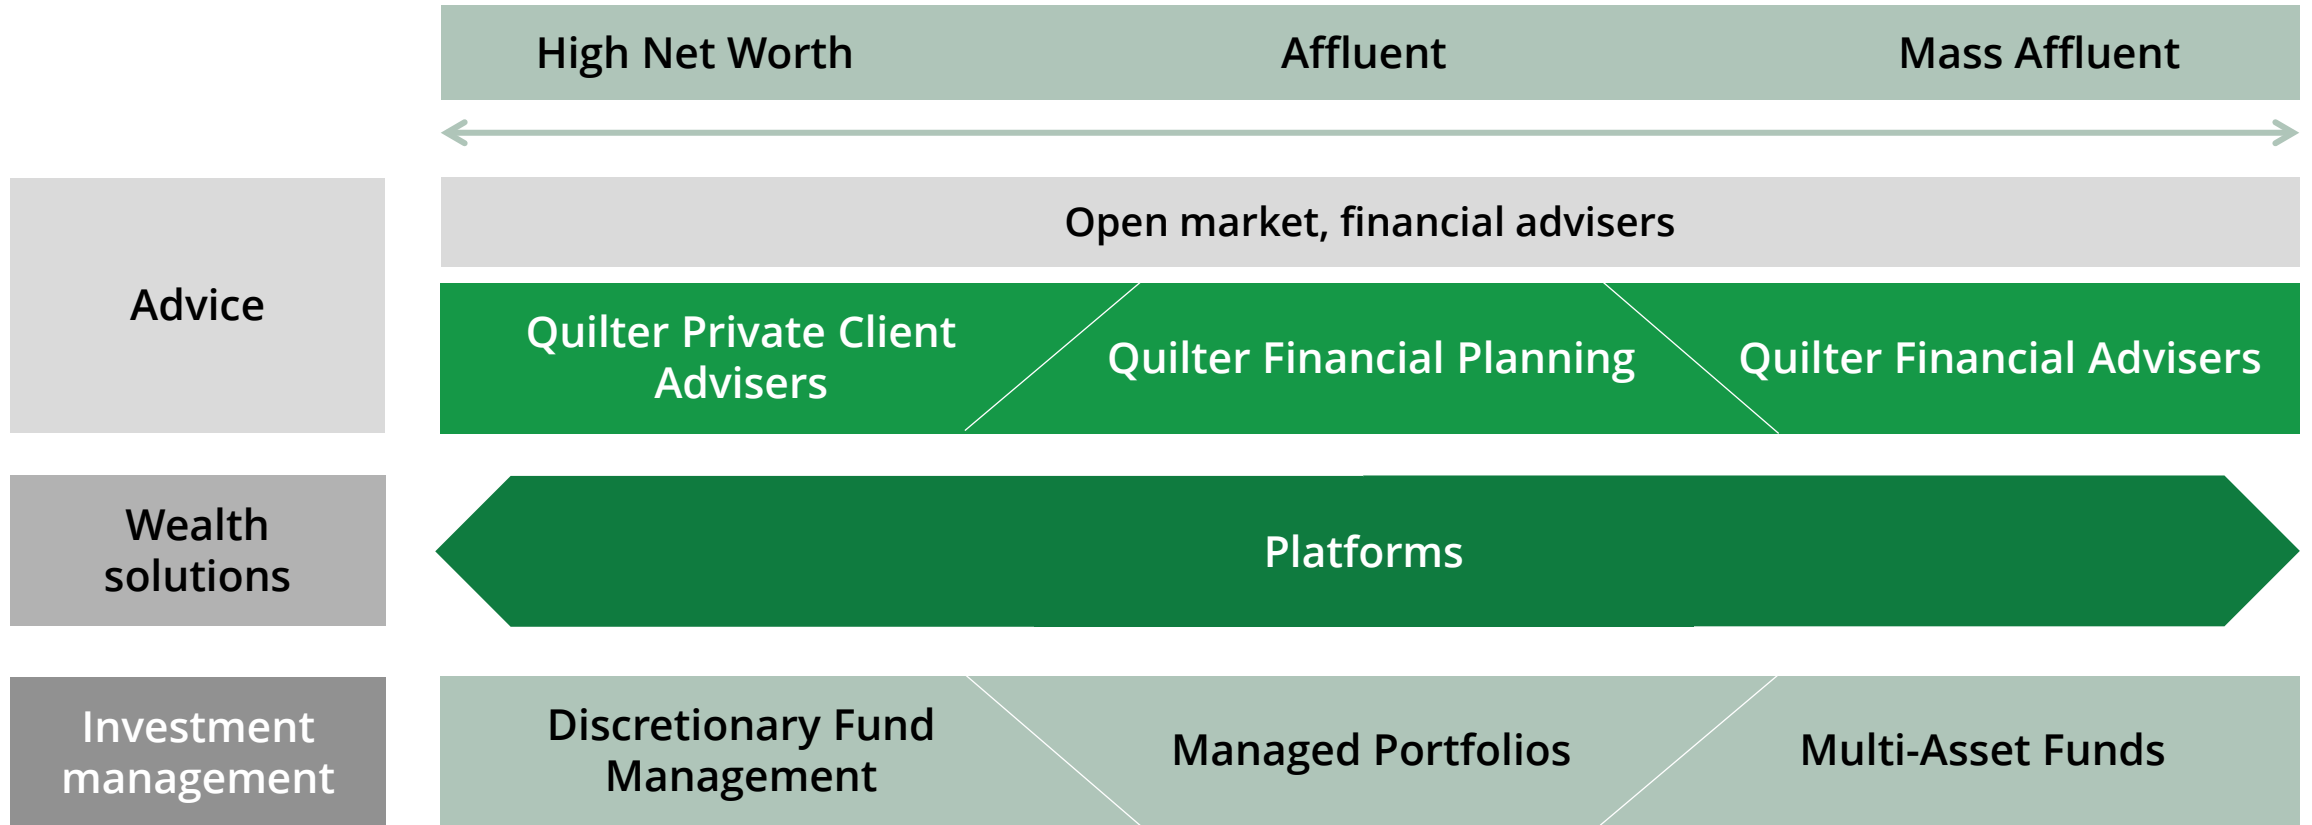 High Net Worth
Affluent
Mass Affluent
Open market, financial advisers
Advice
Quilter Private Client
Advisers
Quilter Financial Planning
Quilter Financial Advisers
Wealth
solutions
Platforms
Investment
management
Discretionary Fund
Management
Managed Portfolios
Multi-Asset Funds